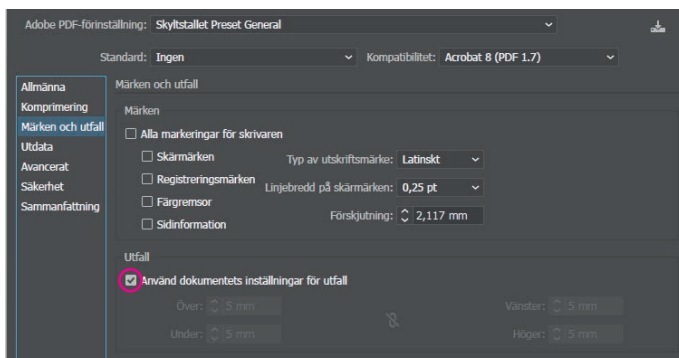 Adobe PDF-förinställning: Skyltstallet Preset General
Standard: Ingen Kompatibilitet: Acrobat 8 (PDF 1.7)
Allmänna
Komprimering
Märken och utfall
Utdata
Avancerat
Säkerhet
Sammanfattning
Märken och utfall
Märken
Alla markeringar för skrivaren
Skärmärken
Registreringsmärken
Färgremsor
Sidinformation
Typ av utskriftsmärke: Latinskt
Linjebredd på skärmärken: 0,25 pt
Förskjutning: 2,117 mm
Utfall
Använd dokumentets inställningar för utfall
Över: 5 mm Vänster: 5 mm
Under: 5 mm Höger: 5 mm